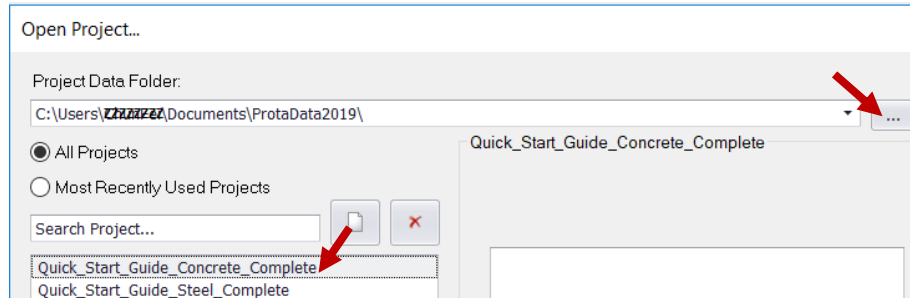 Open Project...
Project Data Folder:
C:\Users\ \Documents\ProtaData2019\
...
All Projects
Quick_Start_Guide_Concrete_Complete
Most Recently Used Projects
Search Project...
Quick_Start_Guide_Concrete_Complete
Quick_Start_Guide_Steel_Complete